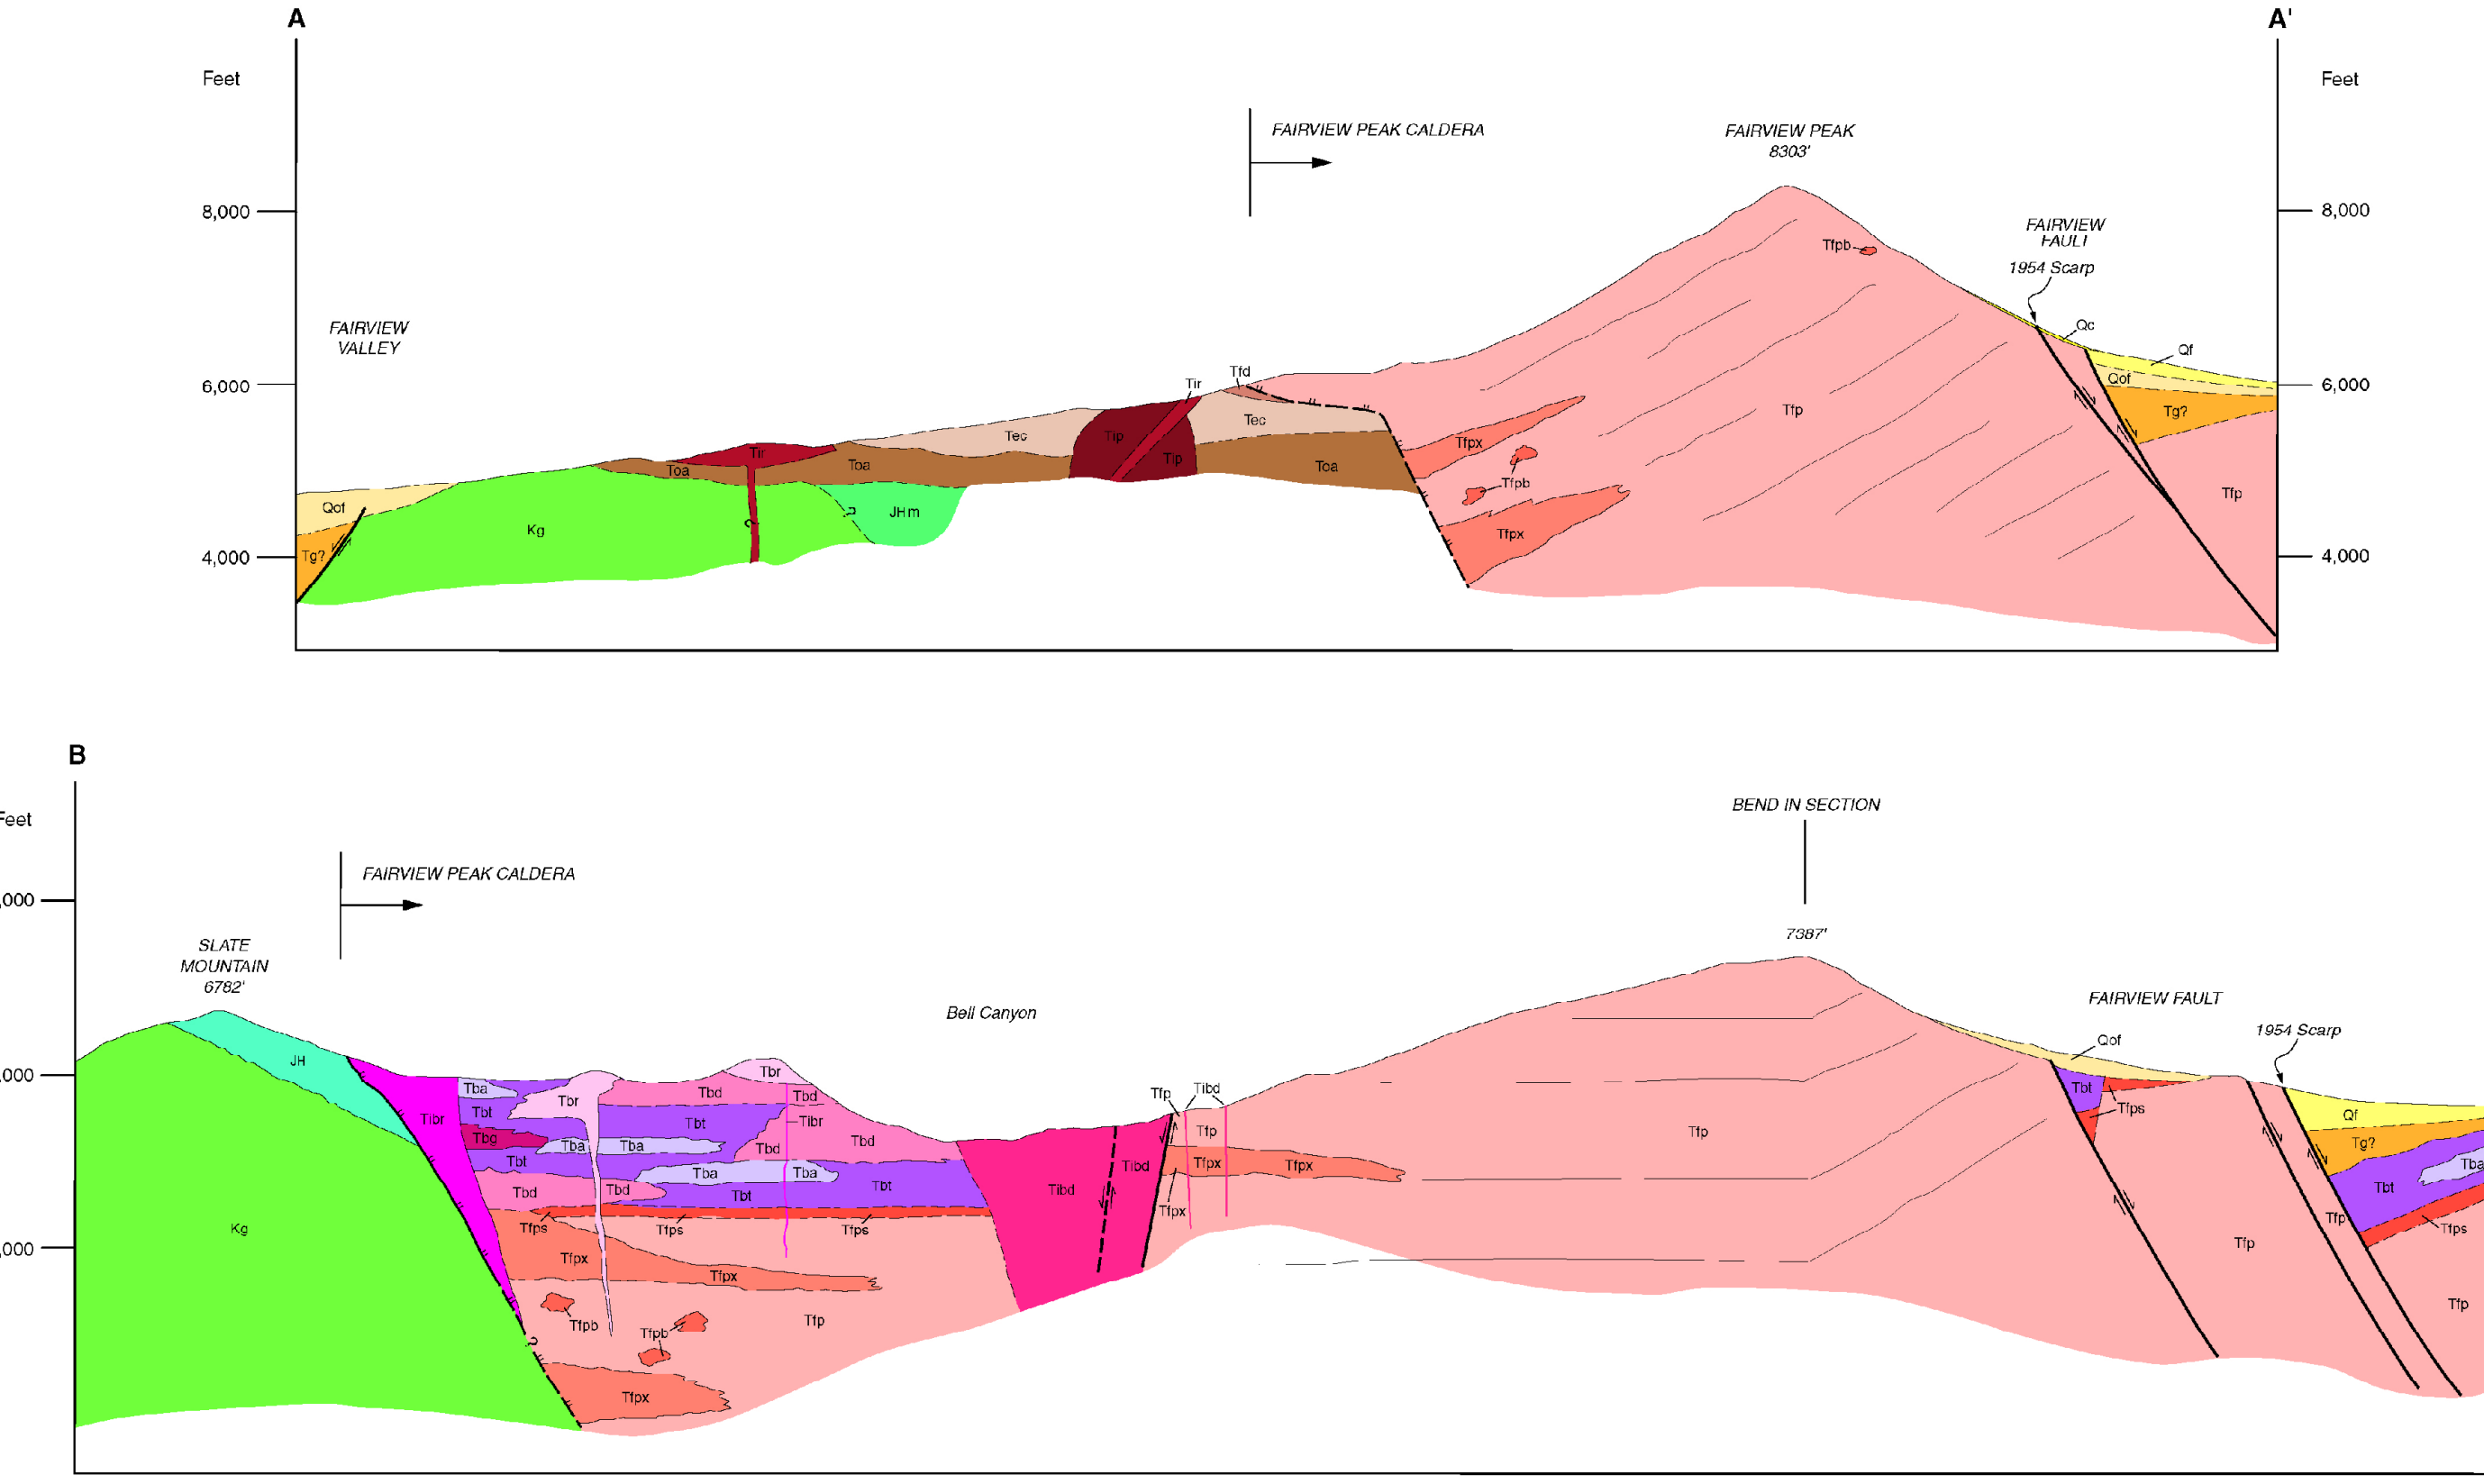 A
A'
Feet
Feet
FAIRVIEW PEAK CALDERA
FAIRVIEW PEAK
8303'
8,000
8,000
FAIRVIEW
FAULT
Tfpb
1954 Scarp
FAIRVIEW
VALLEY
Qc
Qf
Tfd
Tir
6,000
6,000
Qof
Tg?
Tfp
Tec
Tip
Tec
Tfpx
Tir
Toa
Toa
Tip
Toa
Tfpb
Tfp
Qof
JHm
Kg
Tfpx
Tg?
4,000
4,000
B
BEND IN SECTION
Feet
FAIRVIEW PEAK CALDERA
,000
7387'
SLATE
MOUNTAIN
6782'
FAIRVIEW FAULT
Bell Canyon
1954 Scarp
Qof
JH
Tbr
,000
Tba
Tbd
Tbd
Tfp
Tibd
Tbt
Tbr
Tbt
Tfps
Tbt
Qf
Tibr
Tbt
Tibr
Tfp
Tfp
Tbg
Tba
Tba
Tbd
Tbd
Tg?
Tbt
Tibd
Tfpx
Tfpx
Tba
Tba
Tba
Tbd
Tbd
Tbt
Tbt
Tibd
Tbt
Tfpx
Tfp
Kg
Tfps
Tfps
Tfps
Tfps
Tfp
,000
Tfpx
Tfpx
Tfp
Tfpb
Tfpb
Tfp
Tfpx